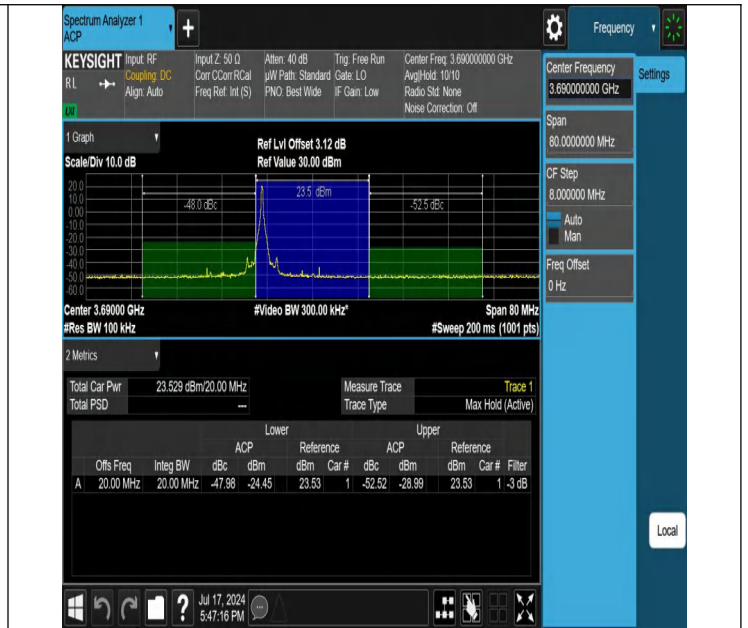 Spectrum Analyzer 1
ACP
+
Frequency
KEYSIGHT Input: RF Input Z: 50 Ω Atten: 40 dB Trig: Free Run Center Freq: 3.690000000 GHz
RL Coupling: DC Corr CCorr RCal µW Path: Standard Gate: LO Avg|Hold: 10/10
Align: Auto Freq Ref: Int (S) PNO: Best Wide IF Gain: Low Radio Std: None
Noise Correction: Off
Center Frequency
3.69000000 GHz
Settings
Span
80.0000000 MHz
CF Step
8.000000 MHz
Auto
Man
Freq Offset
0 Hz
1 Graph
Ref Lvl Offset 3.12 dB
Scale/Div 10.0 dB Ref Value 30.00 dBm
20.0
10.0
0.00
-10.0
-20.0
-30.0
-40.0
-50.0
-60.0
-48.0 dBc 23.5 dBm -52.5 dBc
Center 3.69000 GHz #Video BW 300.00 kHz* Span 80 MHz
#Res BW 100 kHz #Sweep 200 ms (1001 pts)
2 Metrics
Total Car Pwr 23.529 dBm/20.00 MHz Measure Trace Trace 1
Total PSD --- Trace Type Max Hold (Active)
Lower Upper
ACP Reference ACP Reference
Offs Freq Integ BW dBc dBm dBm Car # dBc dBm dBm Car # Filter
A 20.00 MHz 20.00 MHz -47.98 -24.45 23.53 1 -52.52 -28.99 23.53 1 -3 dB
Local
? Jul 17, 2024
5:47:16 PM